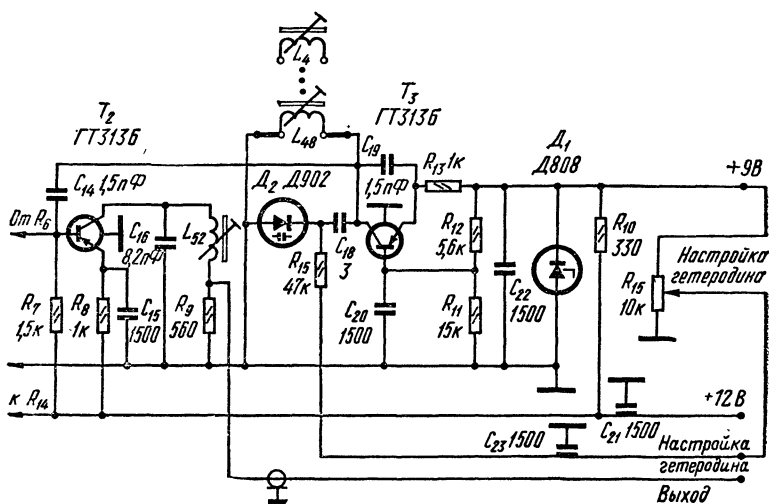 L4
L48
T2
ГТ313Б
T3
ГТ313Б
C19
1,5пФ
R13 1к
Д1
Д808
+9В
C14 1,5пФ
Д2 Д902
От R6
C16
8,2пФ
L52
C18
3
R12
5,6к
R10
330
Настройка
гетеродина
R15
47к
R15
10к
C22
1500
R7
1,5к
R8
1к
C15
1500
R9
560
C20
1500
R11
15к
к R14
+12В
C21 1500
C23 1500
Настройка
гетеродина
Выход